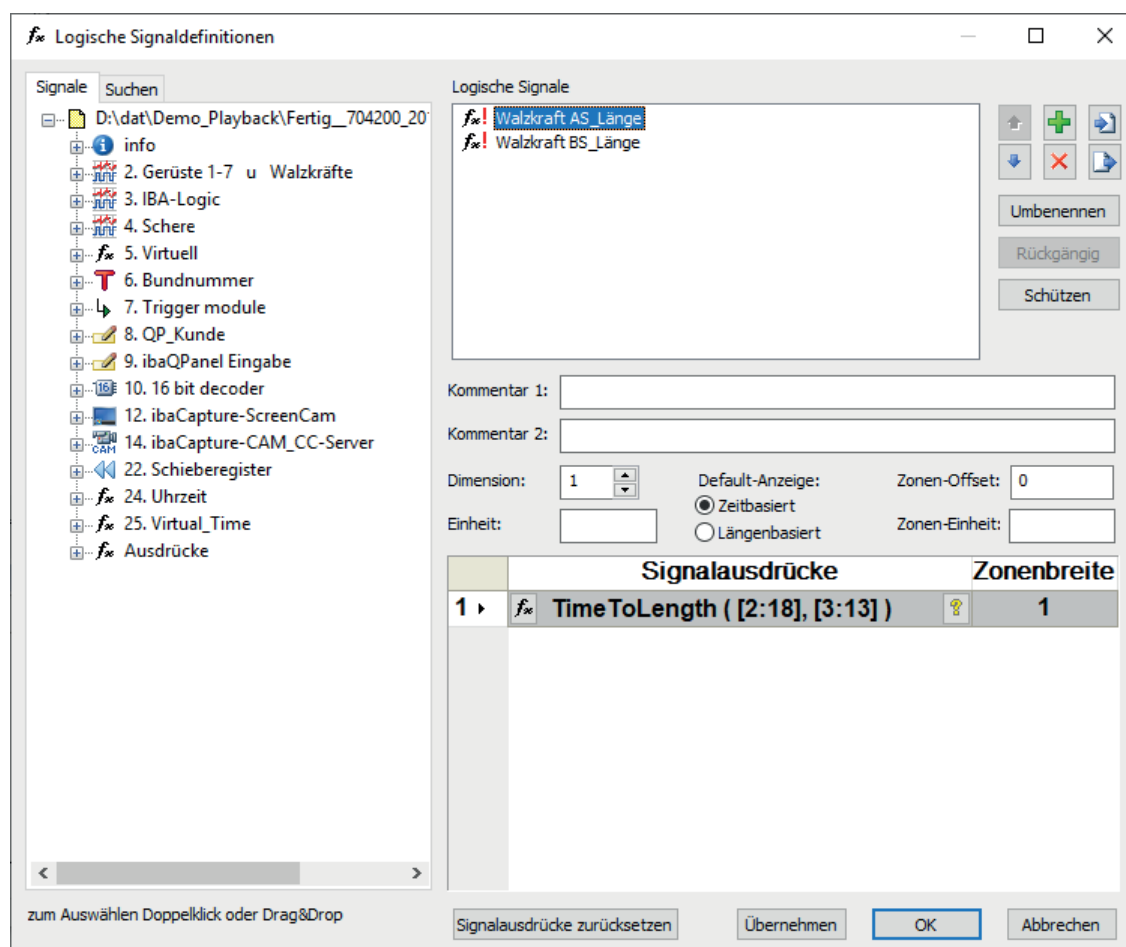 Logische Signaldefinitionen
Signale
Suchen
D:\dat\Demo_Playback\Fertig__704200_20
info
2. Gerüste 1-7 u Walzkräfte
3. IBA-Logic
4. Schere
5. Virtuell
6. Bundnummer
7. Trigger module
8. QP_Kunde
9. ibaQPanel Eingabe
10. 16 bit decoder
12. ibaCapture-ScreenCam
14. ibaCapture-CAM_CC-Server
22. Schieberegister
24. Uhrzeit
25. Virtual_Time
Ausdrücke
zum Auswählen Doppelklick oder Drag&Drop
Logische Signale
Walzkraft AS_Länge
Walzkraft BS_Länge
Umbenennen
Rückgängig
Schützen
Kommentar 1:
Kommentar 2:
Dimension: 1
Default-Anzeige:
Zeitbasiert
Längenbasiert
Zonen-Offset: 0
Einheit:
Zonen-Einheit:
Signalausdrücke Zonenbreite
1 fx TimeToLength ( [2:18], [3:13] ) ? 1
Signalausdrücke zurücksetzen
Übernehmen
OK
Abbrechen